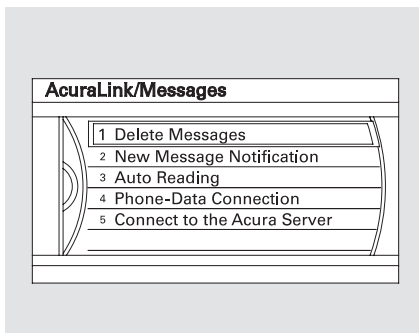 AcuraLink/Messages
1 Delete Messages
2 New Message Notification
3 Auto Reading
4 Phone-Data Connection
5 Connect to the Acura Server